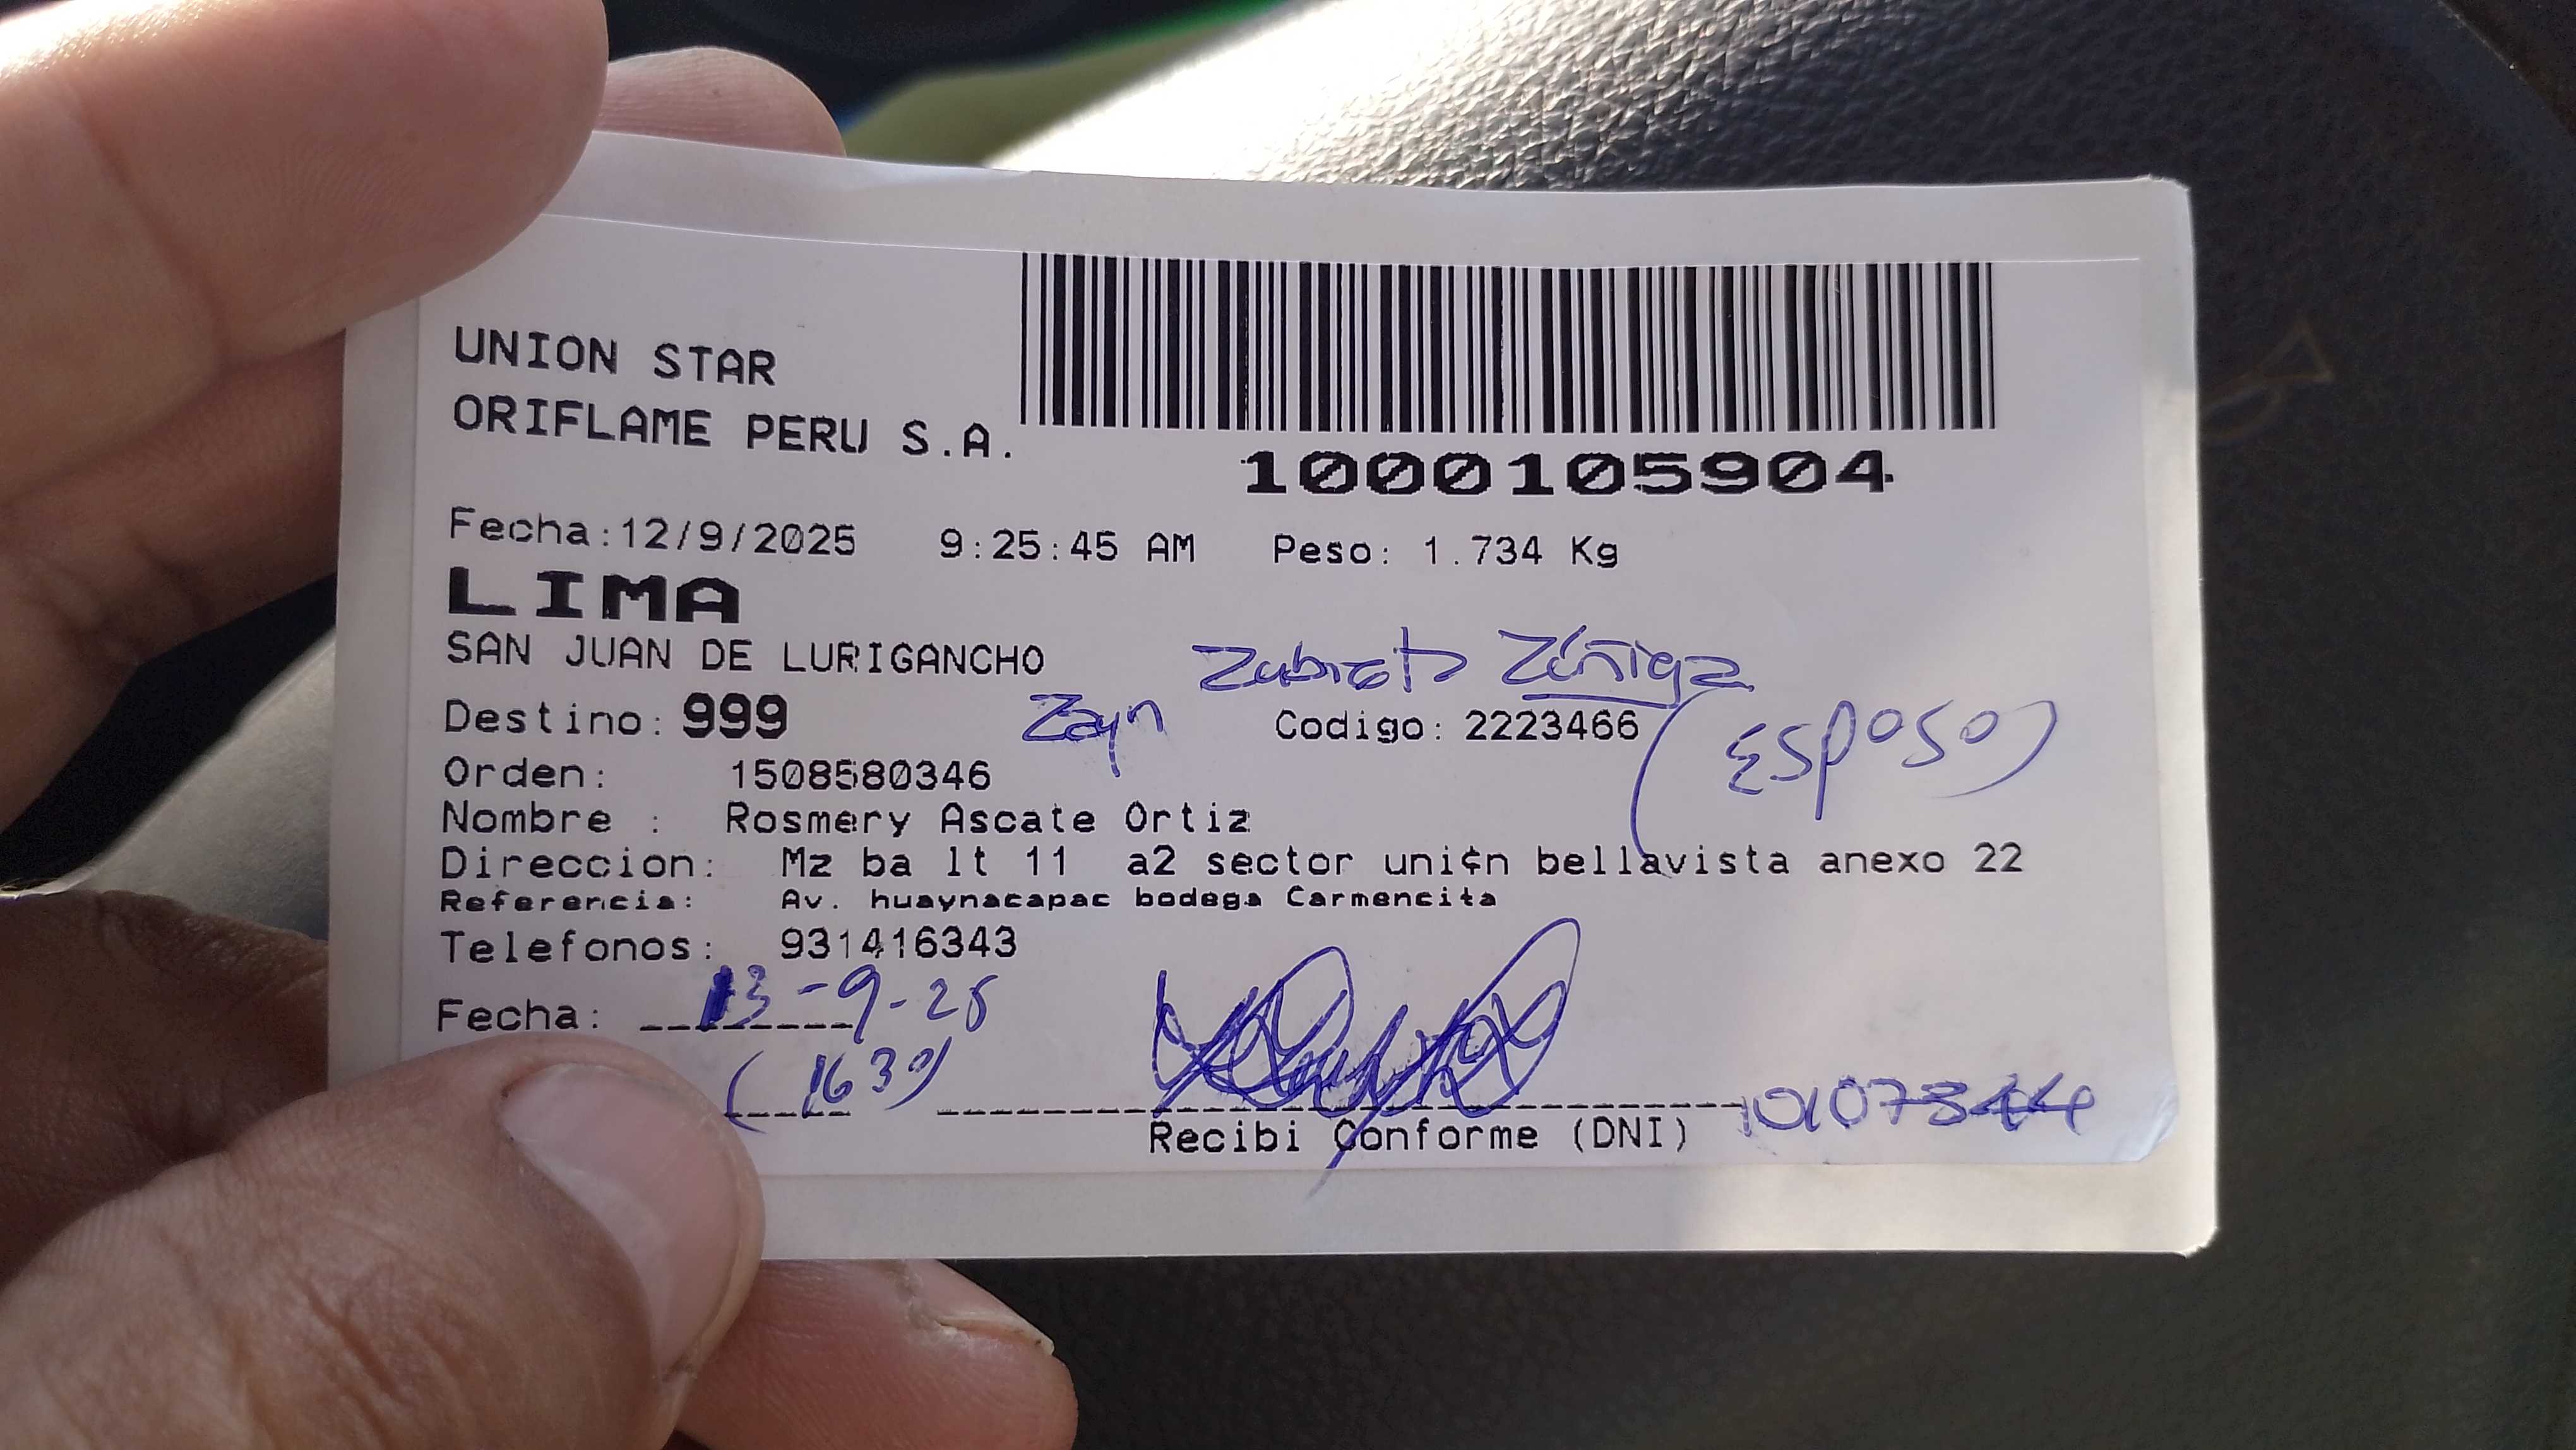 UNION STAR
ORIFLAME PERU S.A.
1000105904
Fecha:12/9/2025 9:25:45 AM Peso: 1.734 Kg
LIMA
SAN JUAN DE LURIGANCHO
Zubieta Zúñiga
Destino: 999 Zayn Codigo: 2223466 (Esposo)
Orden: 1508580346
Nombre : Rosmery Ascate Ortiz
Direccion: Mz ba lt 11 a2 sector uni¢n bellavista anexo 22
Referencia: Av. huaynacapac bodega Carmencita
Telefonos: 931416343
Fecha: 13-9-25
(1630)
Recibi Conforme (DNI)